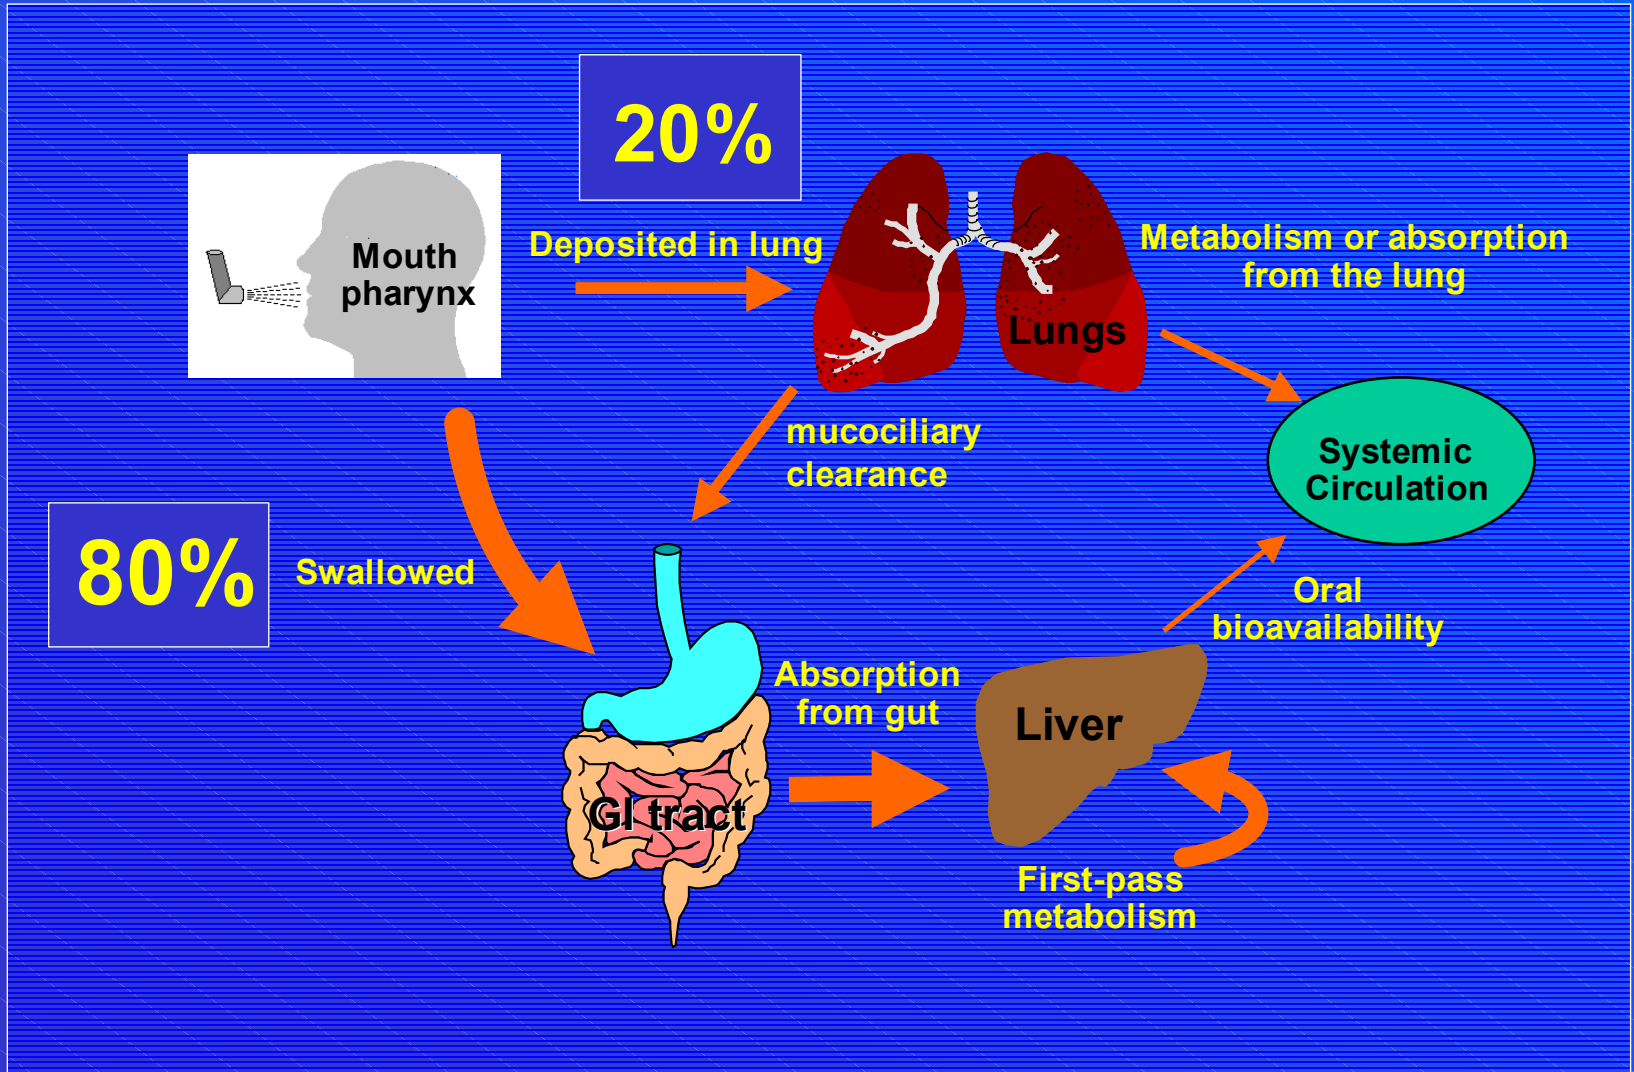 20%
Mouth
pharynx
Deposited in lung
Metabolism or absorption
from the lung
Lungs
mucociliary
clearance
Systemic
Circulation
80%
Swallowed
Oral
bioavailability
Absorption
from gut
Liver
GI tract
First-pass
metabolism